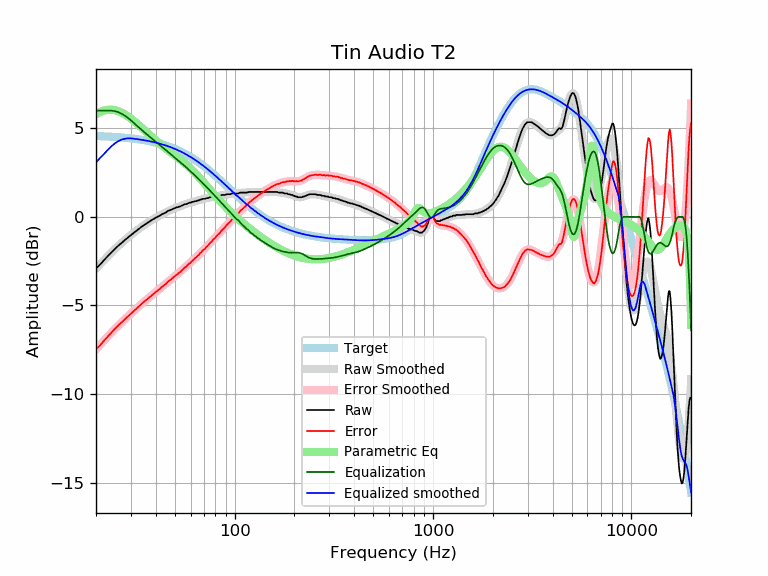 Tin Audio T2
Amplitude (dBr)
5
0
−5
−10
−15
Target
Raw Smoothed
Error Smoothed
Raw
Error
Parametric Eq
Equalization
Equalized smoothed
100
1000
10000
Frequency (Hz)